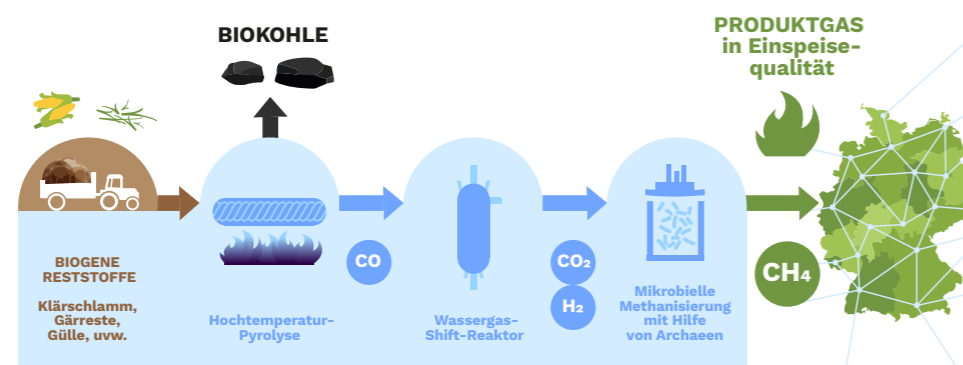 BIOKOHLE
PRODUKTGAS
in Einspeise-
qualität
BIOGENE
RESTSTOFFE
Klärschlamm,
Gärreste,
Gülle, uvw.
Hochtemperatur-
Pyrolyse
CO
Wassergas-
Shift-Reaktor
CO₂
H₂
Mikrobielle
Methanisierung
mit Hilfe
von Archaeen
CH₄